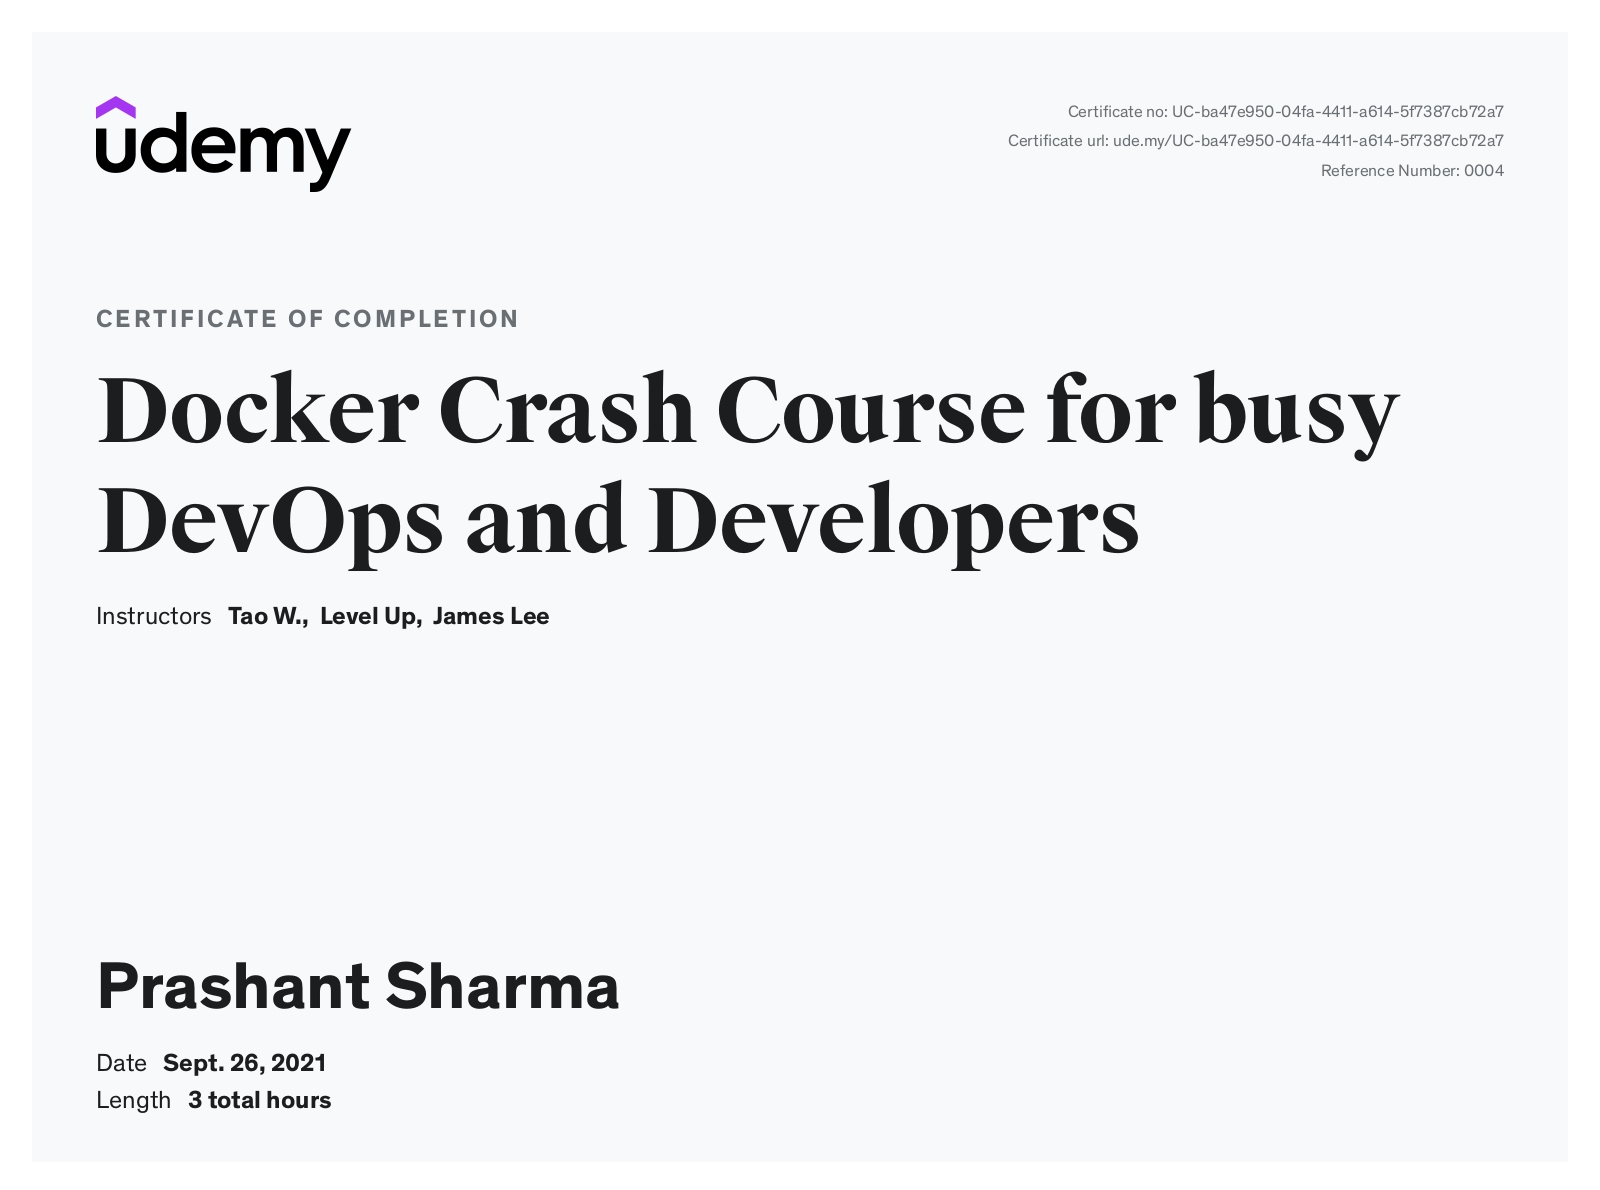 udemy
Certificate no: UC-ba47e950-04fa-4411-a614-5f7387cb72a7
Certificate url: ude.my/UC-ba47e950-04fa-4411-a614-5f7387cb72a7
Reference Number: 0004
CERTIFICATE OF COMPLETION
Docker Crash Course for busy
DevOps and Developers
Instructors Tao W., Level Up, James Lee
Prashant Sharma
Date Sept. 26, 2021
Length 3 total hours